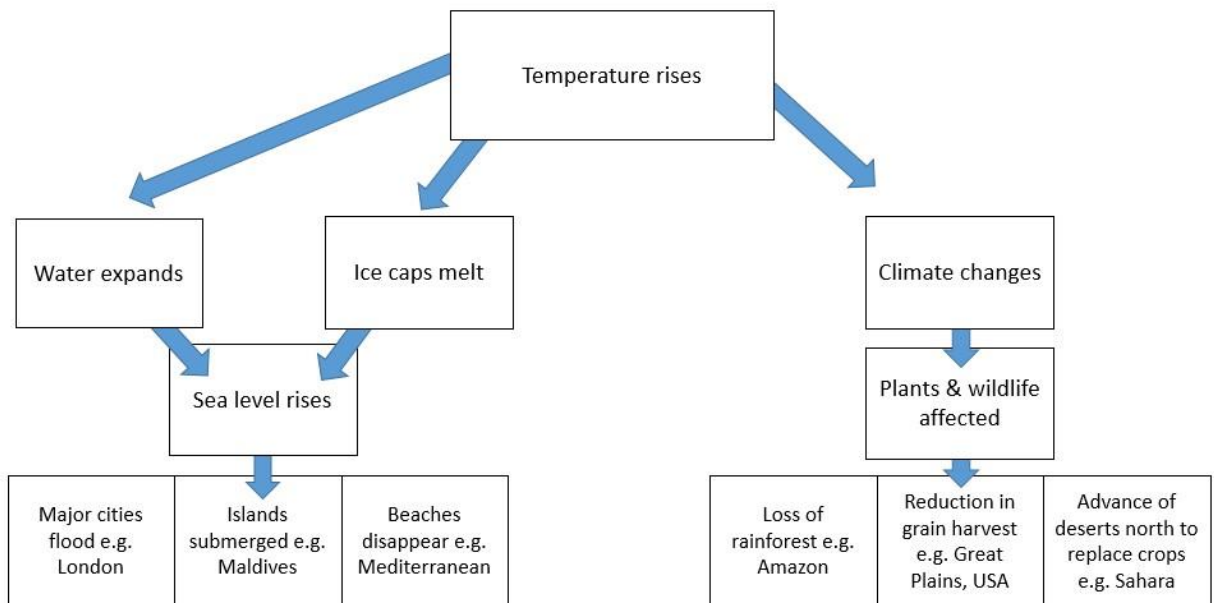 Temperature rises
Water expands
Ice caps melt
Climate changes
Sea level rises
Plants & wildlife
affected
Major cities
flood e.g.
London
Islands
submerged e.g.
Maldives
Beaches
disappear e.g.
Mediterranean
Loss of
rainforest e.g.
Amazon
Reduction in
grain harvest
e.g. Great
Plains, USA
Advance of
deserts north to
replace crops
e.g. Sahara